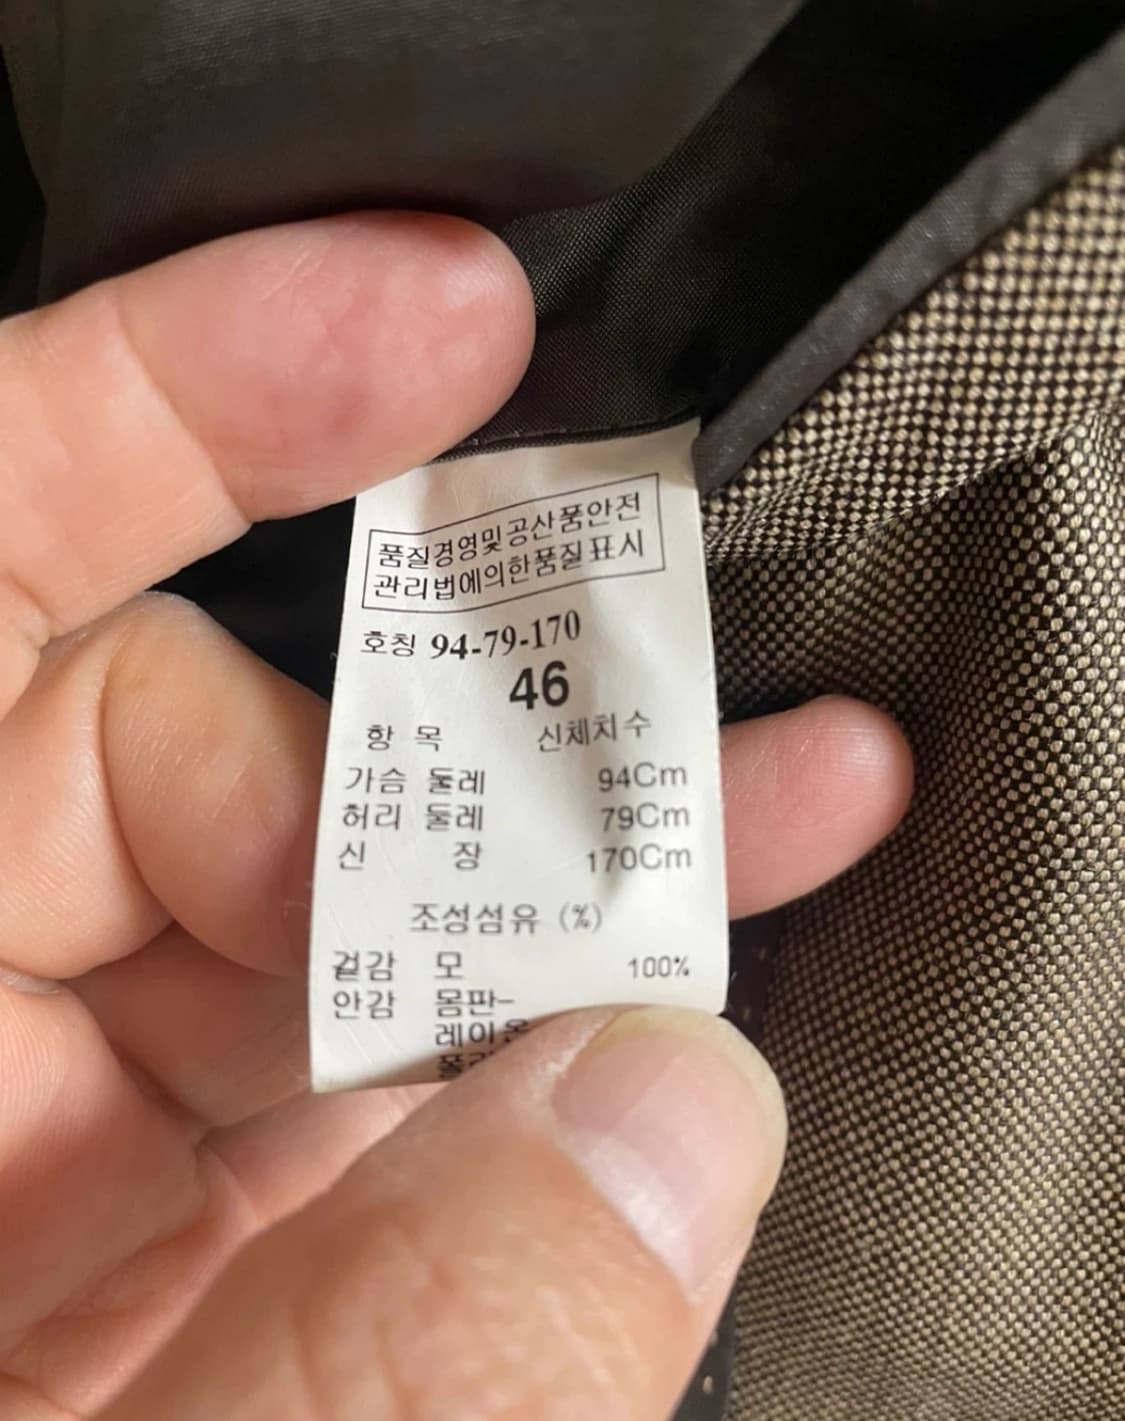 품질경영및공산품안전
관리법에의한품질표시
호칭 94-79-170
46
항 목 신체치수
가슴 둘레 94Cm
허리 둘레 79Cm
신 장 170Cm
조성섬유 (%)
겉감 모 100%
안감 몸판-
레이온